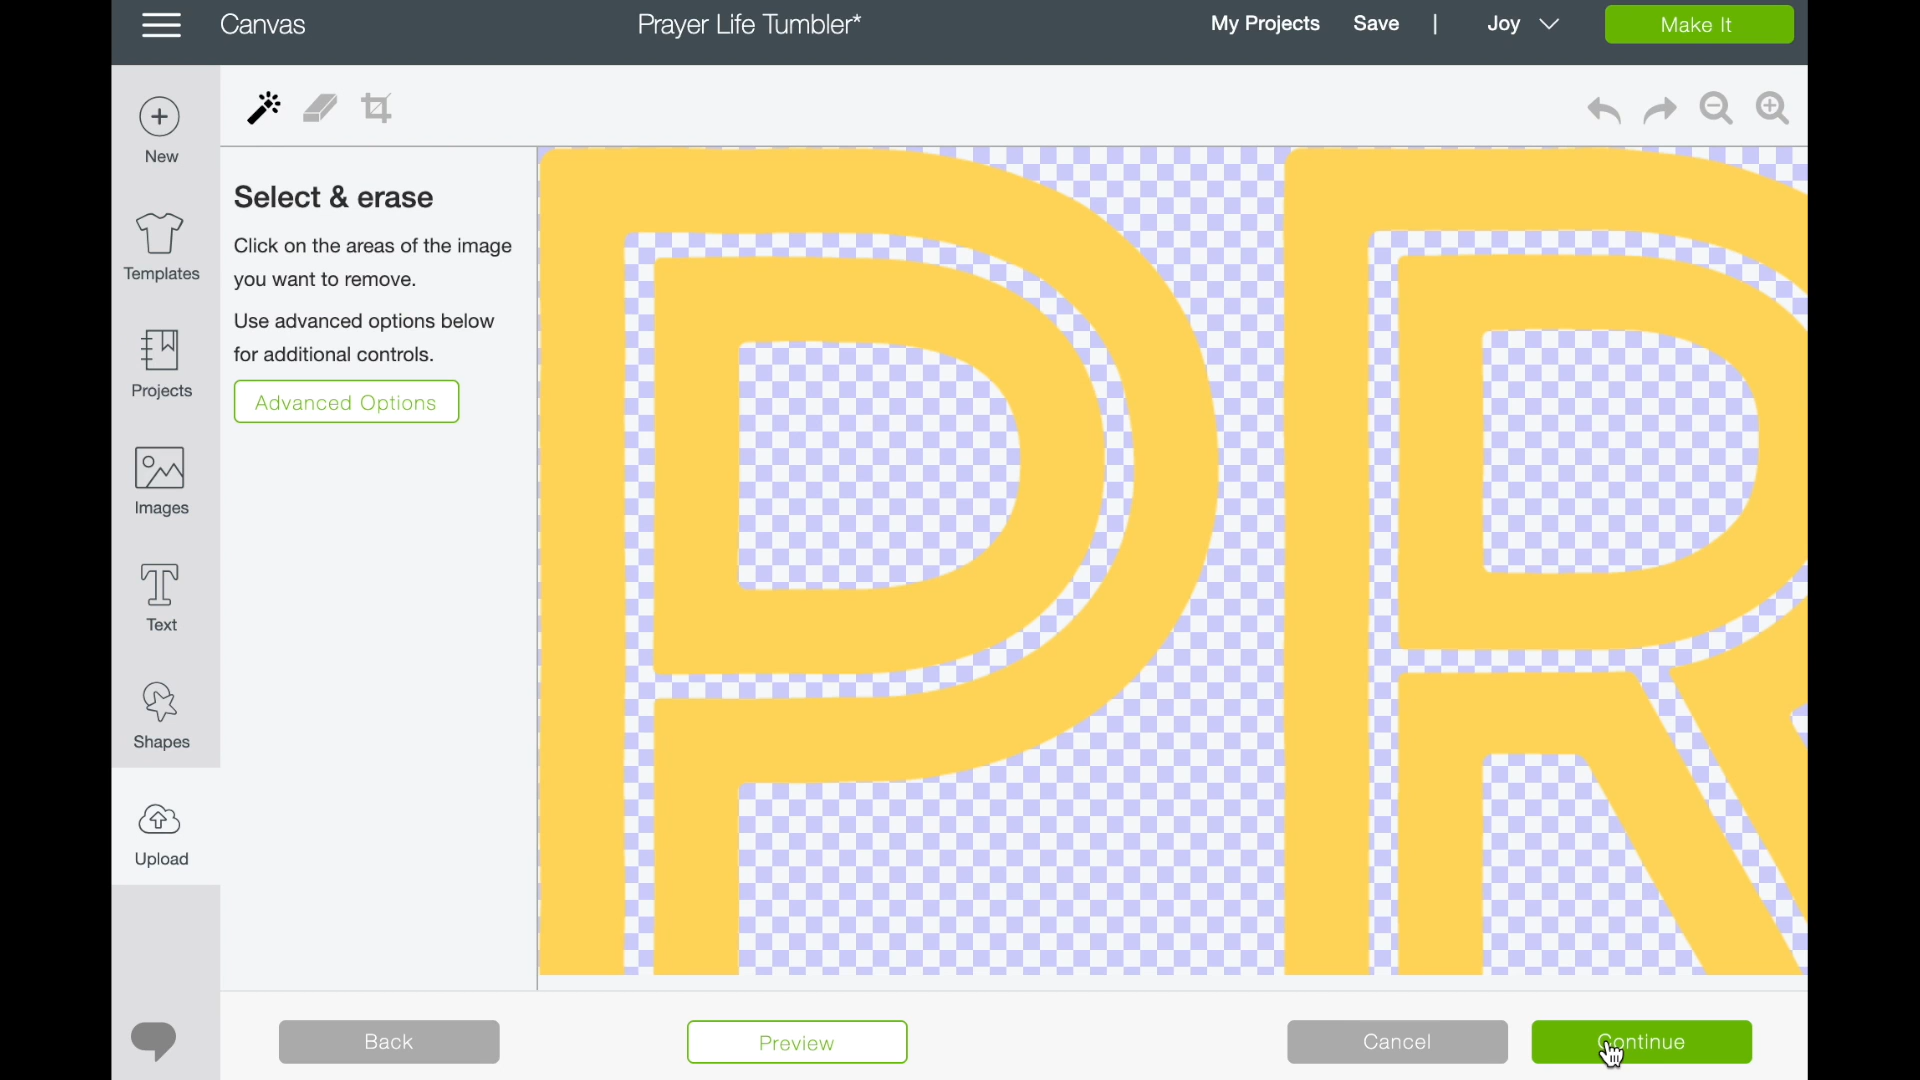 Canvas
Prayer Life Tumbler*
My Projects Save | Joy
Make It
New
Templates
Projects
Images
Text
Shapes
Upload
Select & erase
Click on the areas of the image
you want to remove.
Use advanced options below
for additional controls.
Advanced Options
PR
Back
Preview
Cancel
Continue